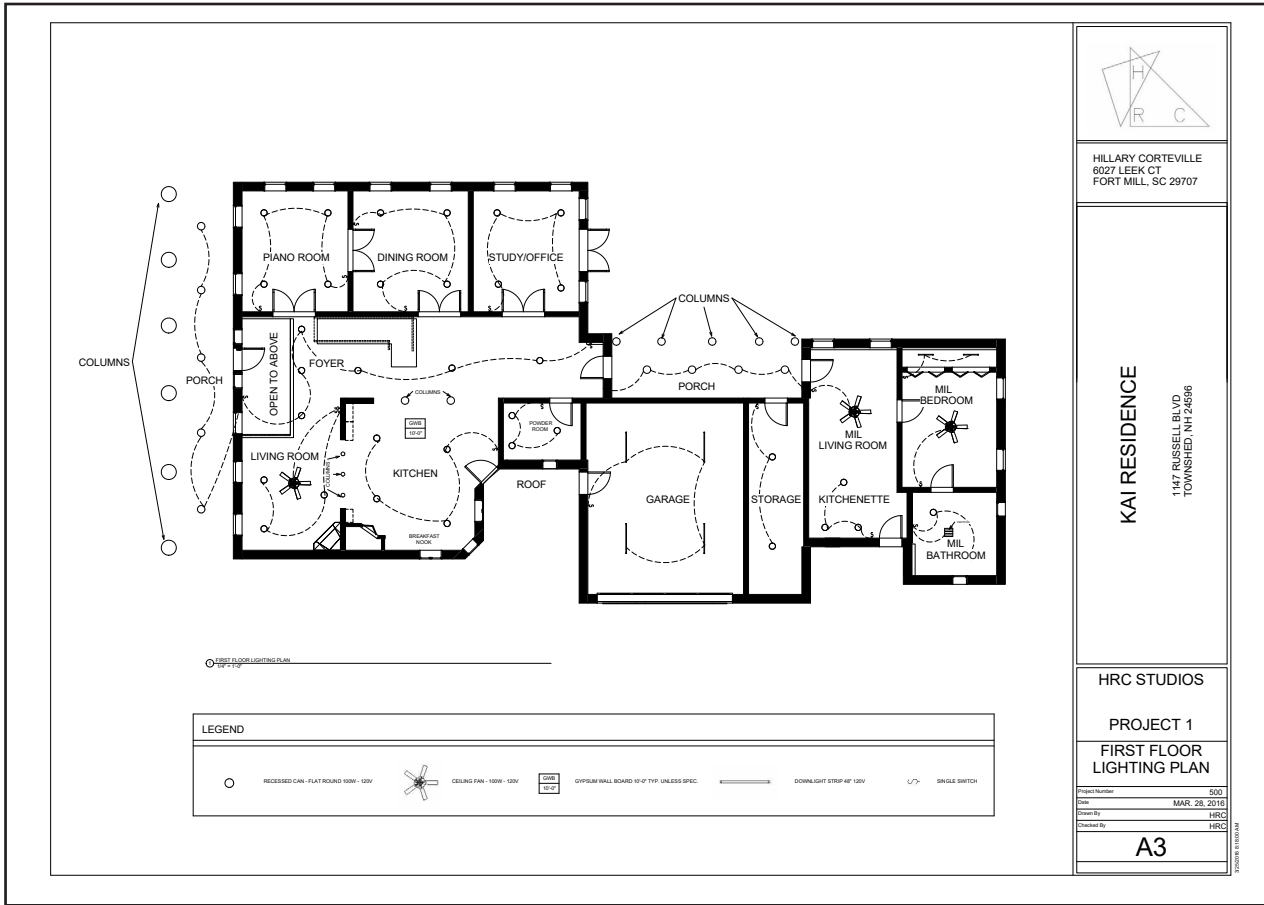 H
R C
HILLARY CORTEVILLE
6027 LEEK CT
FORT MILL, SC 29707
KAI RESIDENCE
1147 RUSSELL BLVD
TOWNSHED, NH 24596
HRC STUDIOS
PROJECT 1
FIRST FLOOR
LIGHTING PLAN
Project Number 500
Date MAR. 28, 2016
Drawn By HRC
Checked By HRC
A3
PIANO ROOM
DINING ROOM
STUDY/OFFICE
COLUMNS
COLUMNS
PORCH
OPEN TO ABOVE
FOYER
COLUMNS
GWB
10'-0"
PORCH
POWDER
ROOM
MIL
BEDROOM
MIL
LIVING ROOM
LIVING ROOM
COLUMNS
KITCHEN
ROOF
GARAGE
STORAGE
KITCHENETTE
BREAKFAST
NOOK
MIL
BATHROOM
FIRST FLOOR LIGHTING PLAN
1/4" = 1'-0"
LEGEND
RECESSED CAN - FLAT ROUND 100W - 120V
CEILING FAN - 100W - 120V
GWB
10'-0"
GYPSUM WALL BOARD 10'-0" TYP. UNLESS SPEC.
DOWNLIGHT STRIP 48" 120V
SINGLE SWITCH